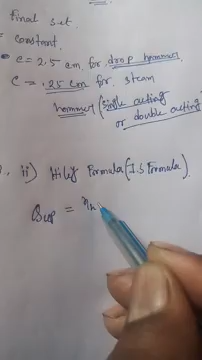 final set.
= constant.
• c = 2.5 cm for drop hammer
C = .25 cm for steam
hammer (single acting
or double acting)
ii) Hiley Formula (I.S Formula)
Qup = ηh